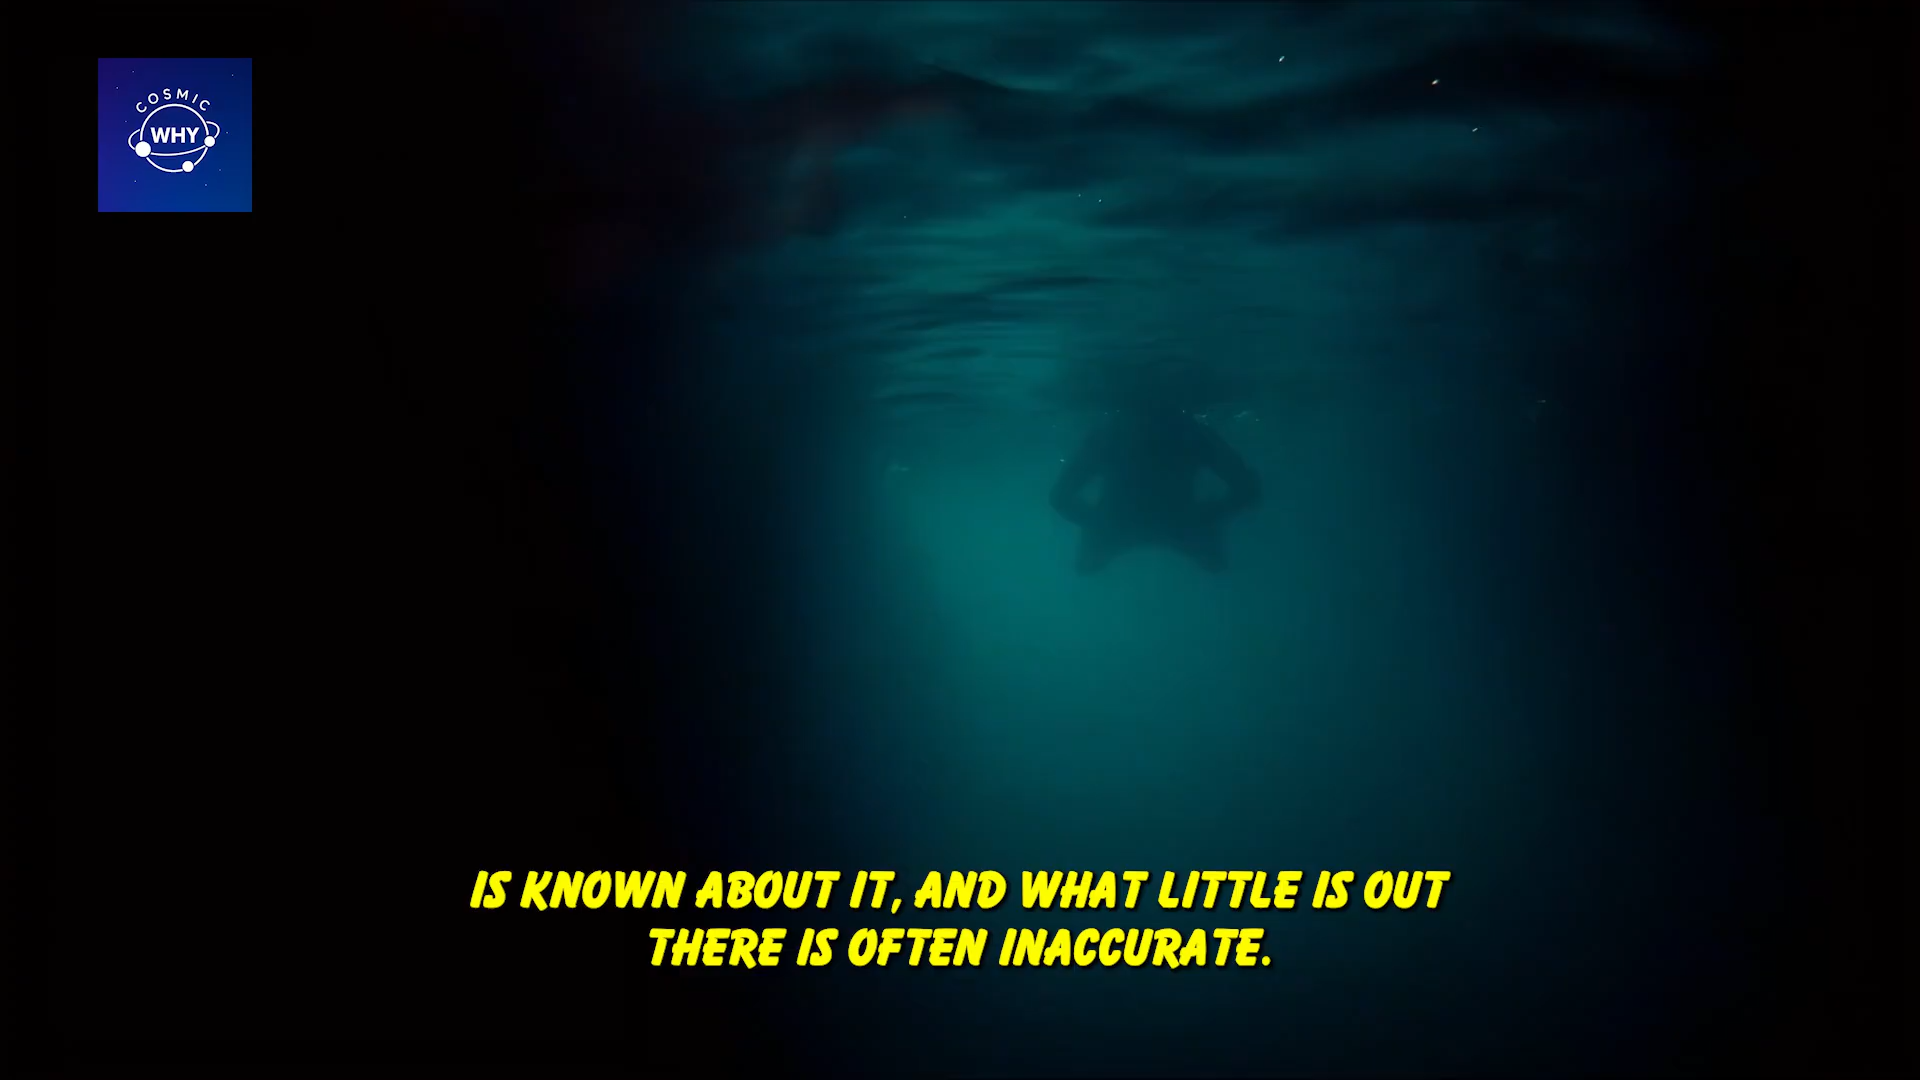 COSMIC
WHY
IS KNOWN ABOUT IT, AND WHAT LITTLE IS OUT
THERE IS OFTEN INACCURATE.